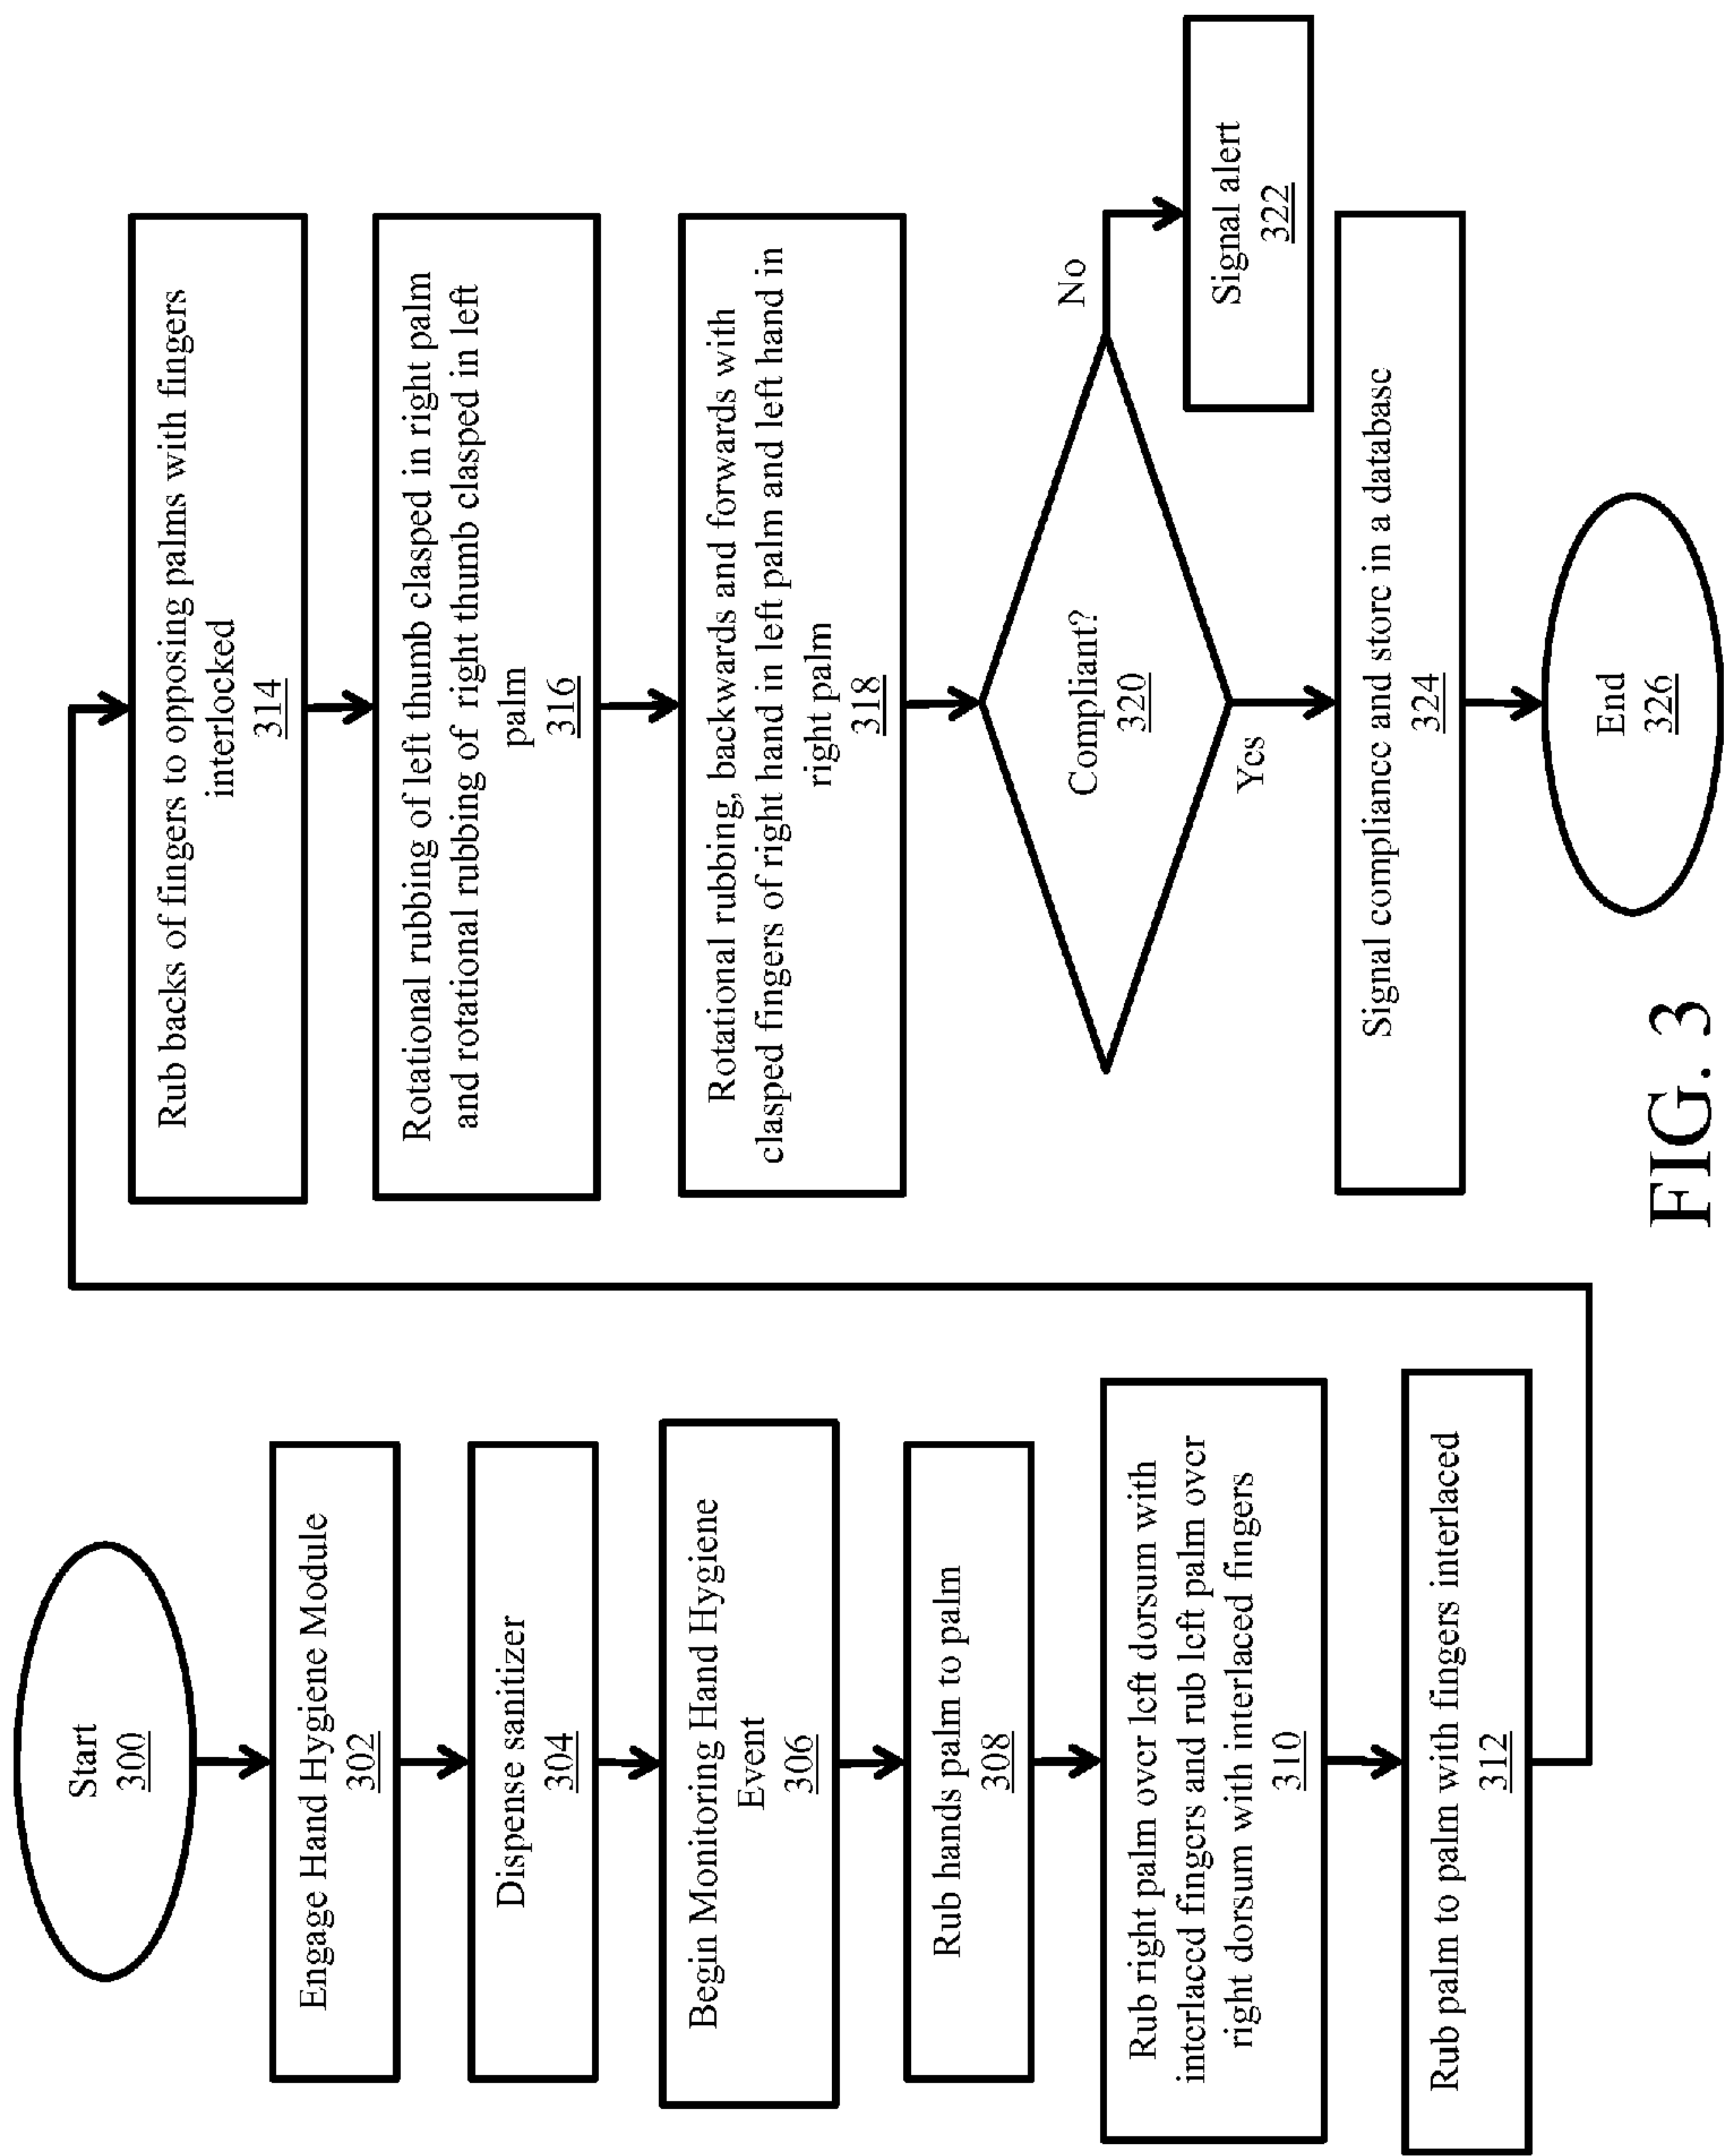 Start
300
Engage Hand Hygiene Module
302
Dispense sanitizer
304
Begin Monitoring Hand Hygiene
Event
306
Rub hands palm to palm
308
Rub right palm over left dorsum with
interlaced fingers and rub left palm over
right dorsum with interlaced fingers
310
Rub palm to palm with fingers interlaced
312
Rub backs of fingers to opposing palms with fingers
interlocked
314
Rotational rubbing of left thumb clasped in right palm
and rotational rubbing of right thumb clasped in left
palm
316
Rotational rubbing, backwards and forwards with
clasped fingers of right hand in left palm and left hand in
right palm
318
Compliant?
320
No
Signal alert
322
Yes
Signal compliance and store in a database
324
End
326
FIG. 3